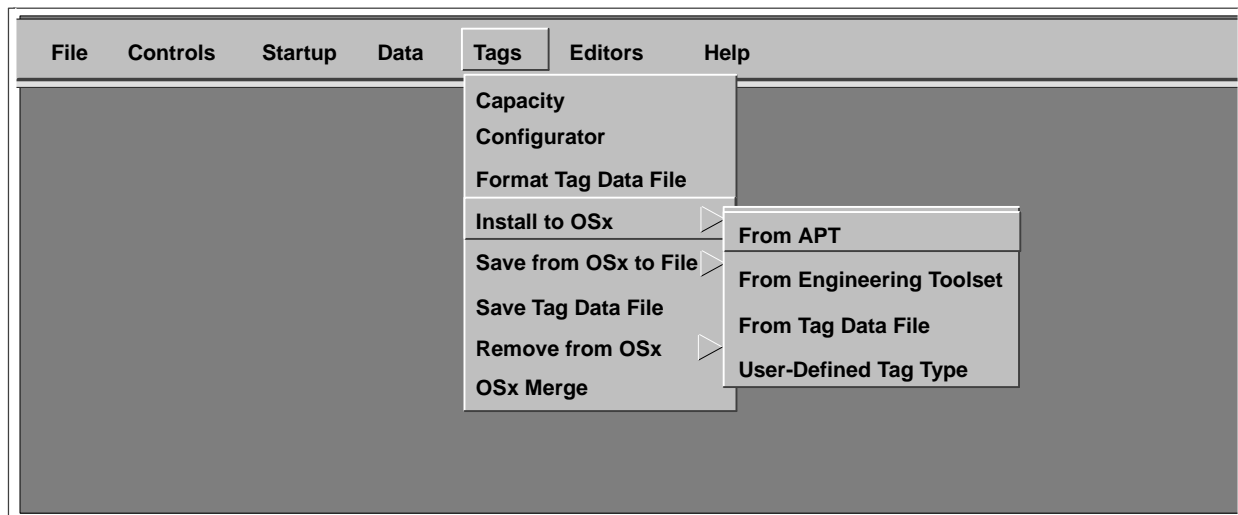 File Controls Startup Data Tags Editors Help
Capacity
Configurator
Format Tag Data File
Install to OSx
Save from OSx to File
Save Tag Data File
Remove from OSx
OSx Merge
From APT
From Engineering Toolset
From Tag Data File
User-Defined Tag Type